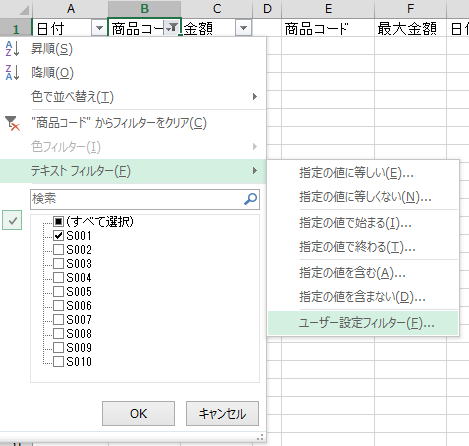 A B C D E F
1 日付 商品コー 金額 商品コード 最大金額 日付
昇順(S)
降順(O)
色で並べ替え(T)
"商品コード" からフィルターをクリア(C)
色フィルター(I)
テキスト フィルター(F)
検索
(すべて選択)
S001
S002
S003
S004
S005
S006
S007
S008
S009
S010
OK キャンセル
指定の値に等しい(E)...
指定の値に等しくない(N)...
指定の値で始まる(I)...
指定の値で終わる(T)...
指定の値を含む(A)...
指定の値を含まない(D)...
ユーザー設定フィルター(F)...